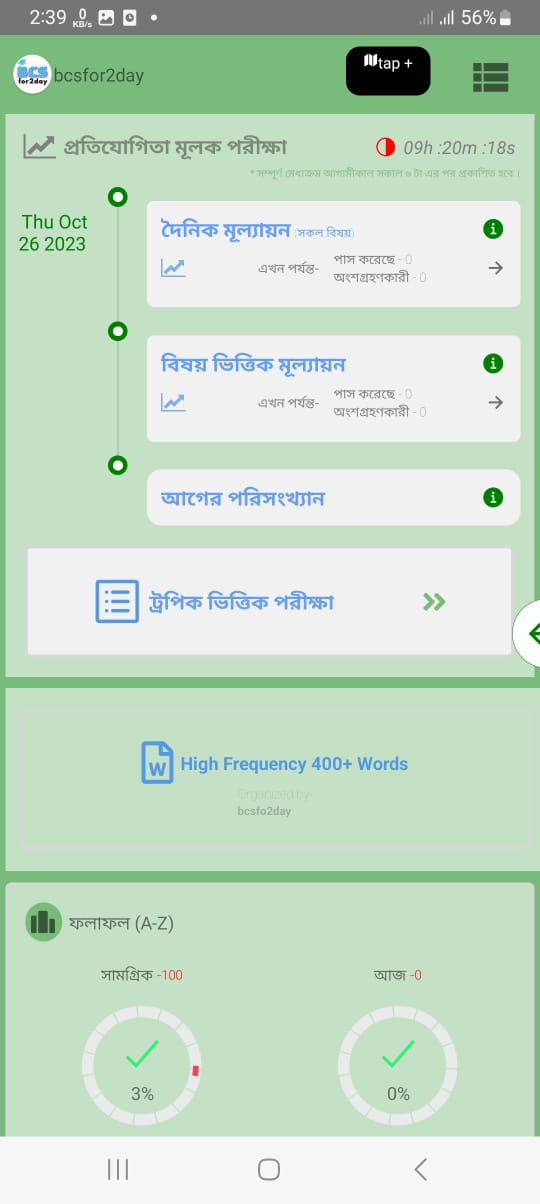 2:39
0
KB/s
56%
BCS
for2day
bcsfor2day
tap +
প্রতিযোগিতা মূলক পরীক্ষা
09h :20m :18s
* সম্পূর্ণ মেধাক্রম আগামীকাল সকাল ৬ টা এর পর প্রকাশিত হবে ।
Thu Oct
26 2023
দৈনিক মূল্যায়ন (সকল বিষয়)
এখন পর্যন্ত-
পাস করেছে - 0
অংশগ্রহণকারী - 0
বিষয় ভিত্তিক মূল্যায়ন
এখন পর্যন্ত-
পাস করেছে - 0
অংশগ্রহণকারী - 0
আগের পরিসংখ্যান
ট্রপিক ভিত্তিক পরীক্ষা
W High Frequency 400+ Words
Organized by-
bcsfo2day
ফলাফল (A-Z)
সামগ্রিক -100
আজ -0
3%
0%